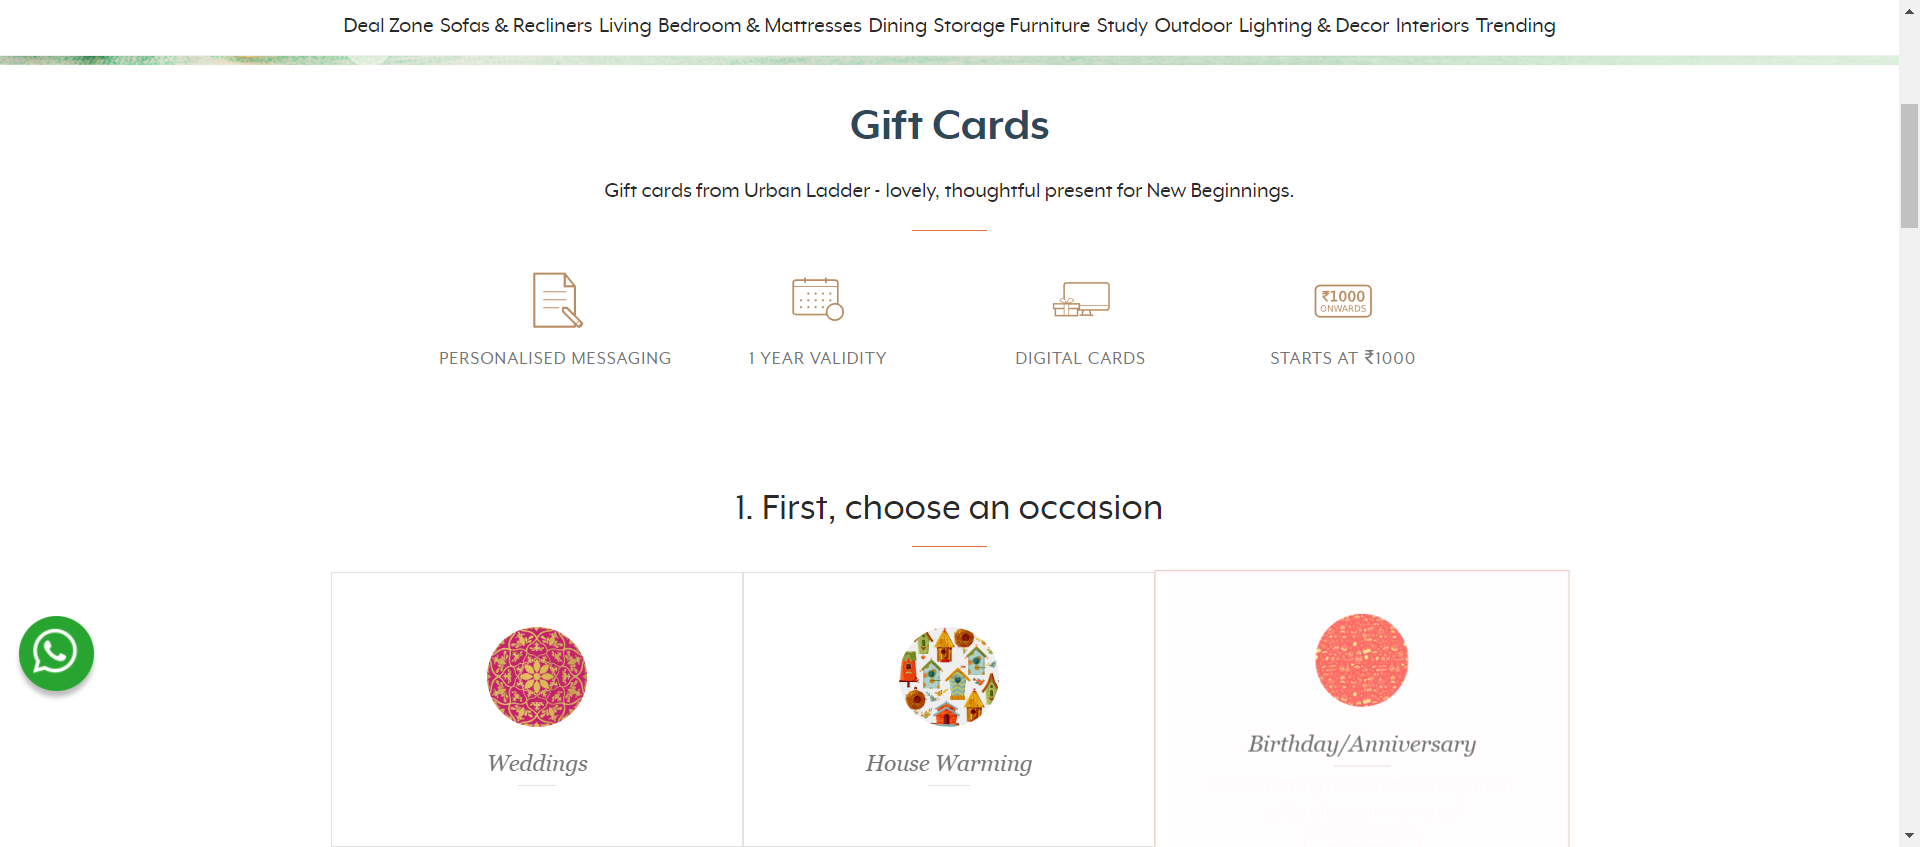 Deal Zone Sofas & Recliners Living Bedroom & Mattresses Dining Storage Furniture Study Outdoor Lighting & Decor Interiors Trending
Gift Cards
Gift cards from Urban Ladder - lovely, thoughtful present for New Beginnings.
₹1000
ONWARDS
PERSONALISED MESSAGING
1 YEAR VALIDITY
DIGITAL CARDS
STARTS AT ₹1000
1. First, choose an occasion
Weddings
House Warming
Birthday/Anniversary